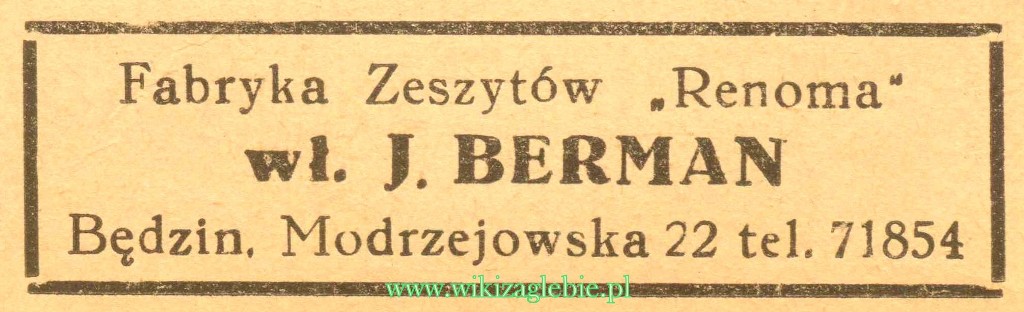 Fabryka Zeszytów „Renoma“
wł. J. BERMAN
Będzin, Modrzejowska 22 tel. 71854
www.wikizaglebie.pl